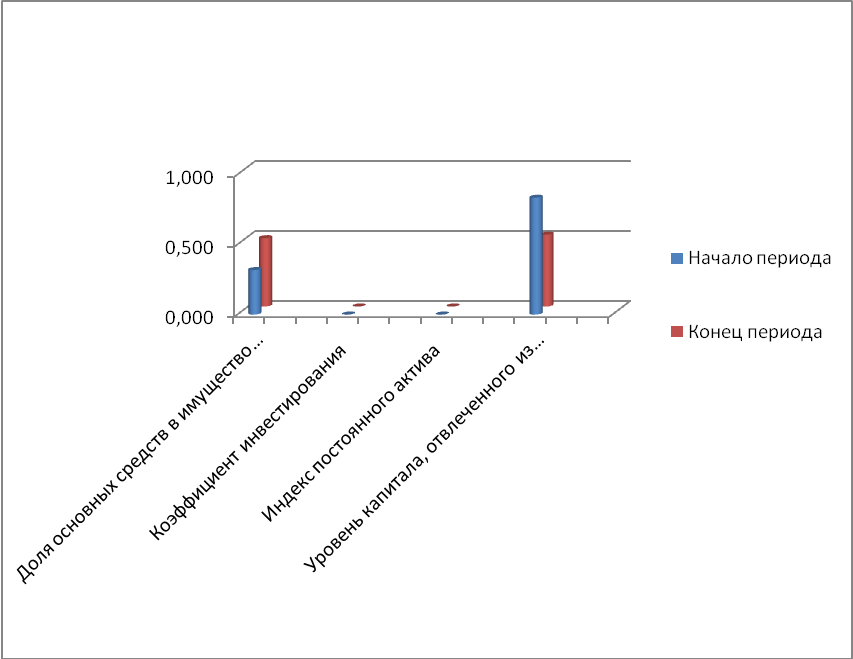 1,000
0,500
0,000
Начало периода
Конец периода
Доля основных средств в имущество...
Коэффициент инвестирования
Индекс постоянного актива
Уровень капитала, отвлеченного из...